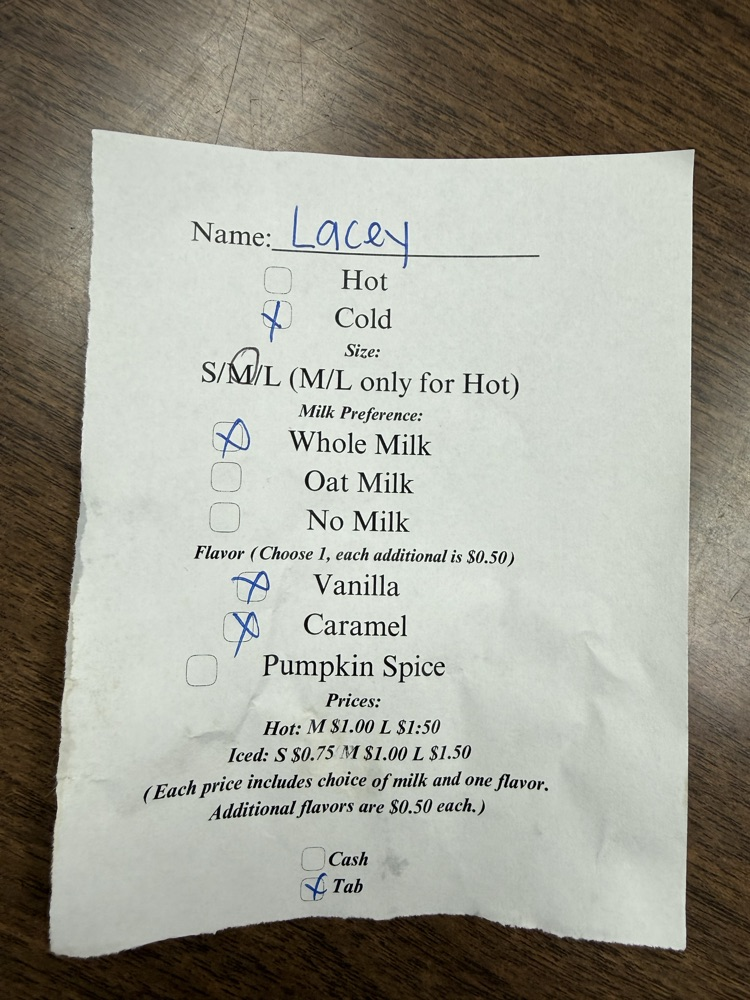 Name: Lacey
Hot
Cold
Size:
S/M/L (M/L only for Hot)
Milk Preference:
Whole Milk
Oat Milk
No Milk
Flavor (Choose 1, each additional is $0.50)
Vanilla
Caramel
Pumpkin Spice
Prices:
Hot: M $1.00 L $1:50
Iced: S $0.75 M $1.00 L $1.50
(Each price includes choice of milk and one flavor.
Additional flavors are $0.50 each.)
Cash
Tab